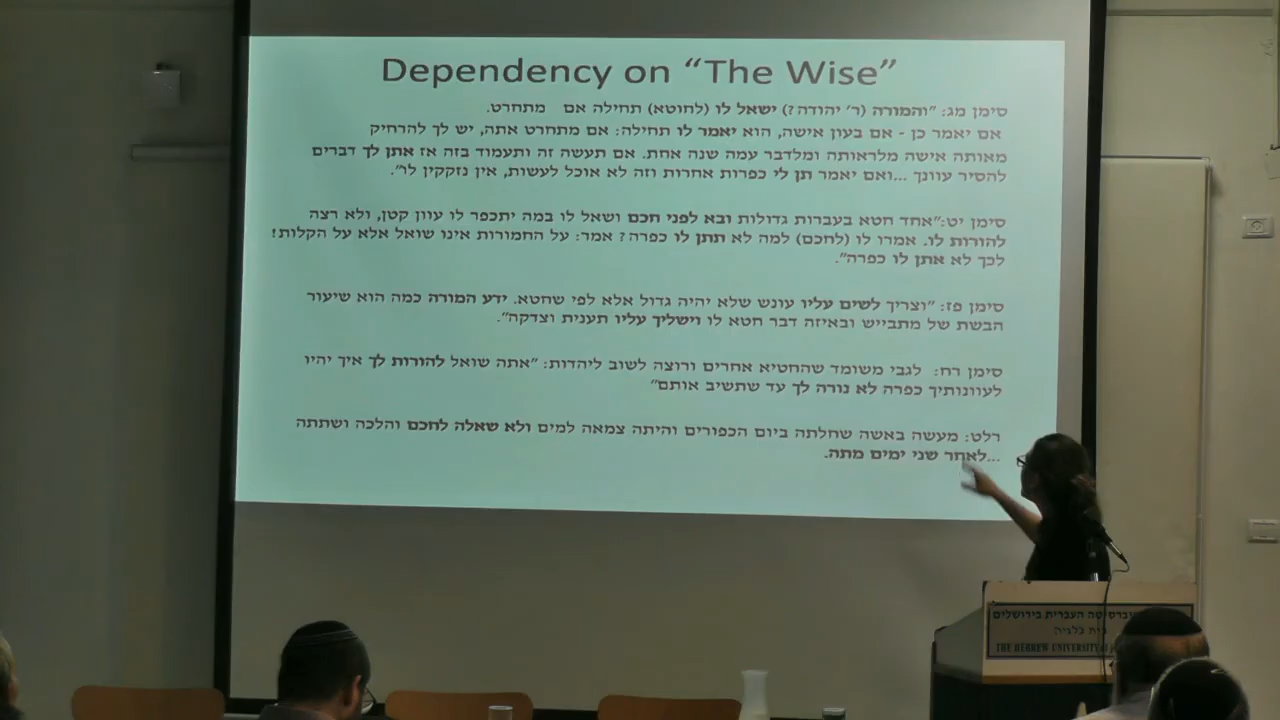 Dependency on “The Wise”
סימן מג: "והמורה (ר' יהודה?) ישאל לו (לחוטא) תחילה אם מתחרט.
אם יאמר כן - אם בעון אישה, הוא יאמר לו תחילה: אם מתחרט אתה, יש לך להרחיק
מאותה אישה מלראותה ומלדבר עמה שנה אחת. אם תעשה זה ותעמוד בזה אז אתן לך דברים
להסיר עוונך ...ואם יאמר תן לי כפרות אחרות וזה לא אוכל לעשות, אין נזקקין לו".
סימן יט:"אחד חטא בעברות גדולות ובא לפני חכם ושאל לו במה יתכפר לו עוון קטן, ולא רצה
להורות לו. אמרו לו (לחכם) למה לא תתן לו כפרה? אמר: על החמורות אינו שואל אלא על הקלות!
לכך לא אתן לו כפרה".
סימן פז: "וצריך לשים עליו עונש שלא יהיה גדול אלא לפי שחטא. ידע המורה כמה הוא שיעור
הבשת של מתבייש ובאיזה דבר חטא לו וישליך עליו תענית וצדקה".
סימן רח: לגבי משומד שהחטיא אחרים ורוצה לשוב ליהדות: "אתה שואל להורות לך איך יהיו
לעוונותיך כפרה לא נורה לך עד שתשיב אותם"
רלט: מעשה באשה שחלתה ביום הכפורים והיתה צמאה למים ולא שאלה לחכם והלכה ושתתה
...לאחר שני ימים מתה.
העברית בירושלים
בית בלגיה
THE HEBREW UNIVERSITY